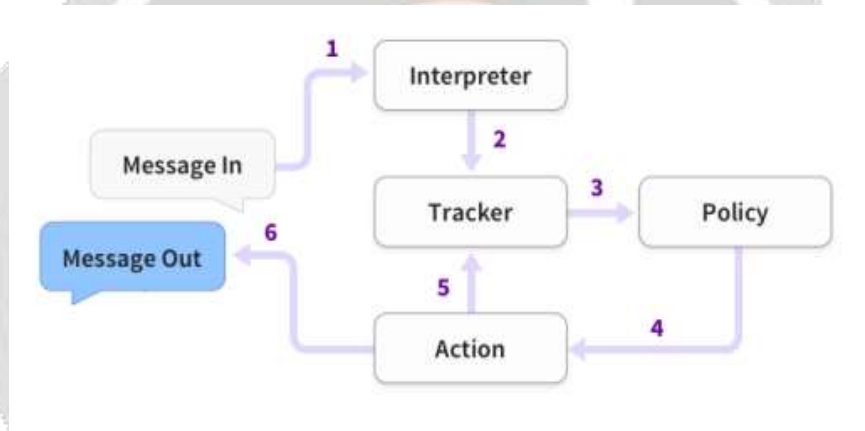 1
Interpreter
2
Message In
3
Tracker
Policy
6
Message Out
5
4
Action